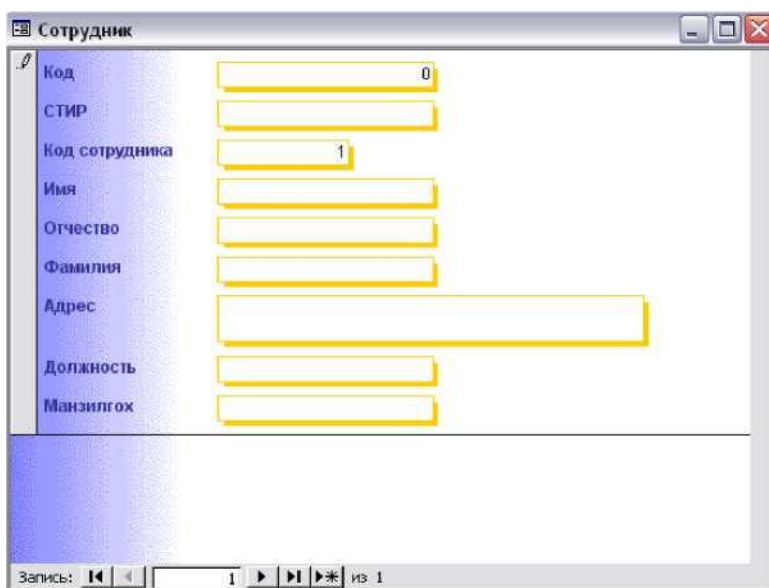 Сотрудник
Код 0
СТИР
Код сотрудника 1
Имя
Отчество
Фамилия
Адрес
Должность
Манзилгох
Запись: 1 из 1